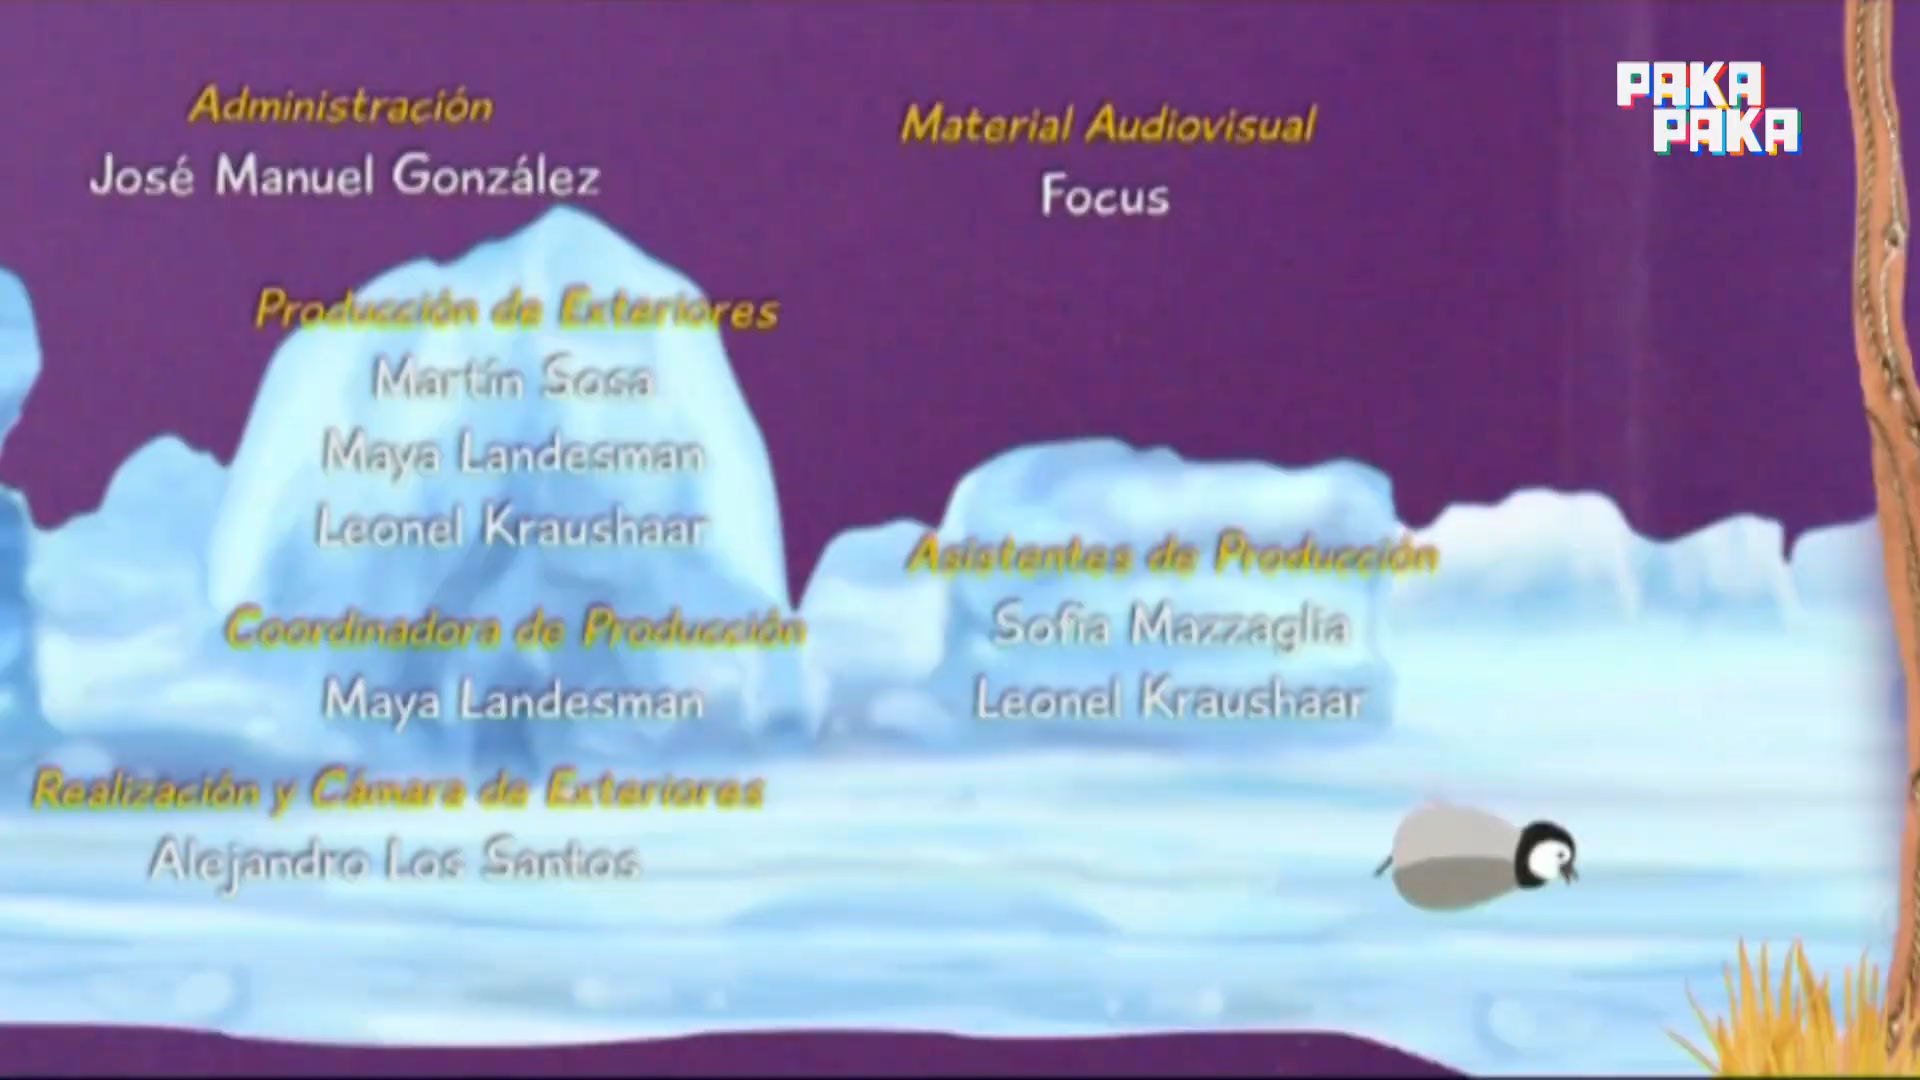 Administración
José Manuel González
Producción de Exteriores
Martín Sosa
Maya Landesman
Leonel Kraushaar
Coordinadora de Producción
Maya Landesman
Realización y Cámara de Exteriores
Alejandro Los Santos
Material Audiovisual
Focus
Asistentes de Producción
Sofía Mazzaglia
Leonel Kraushaar
PAKA
PAKA